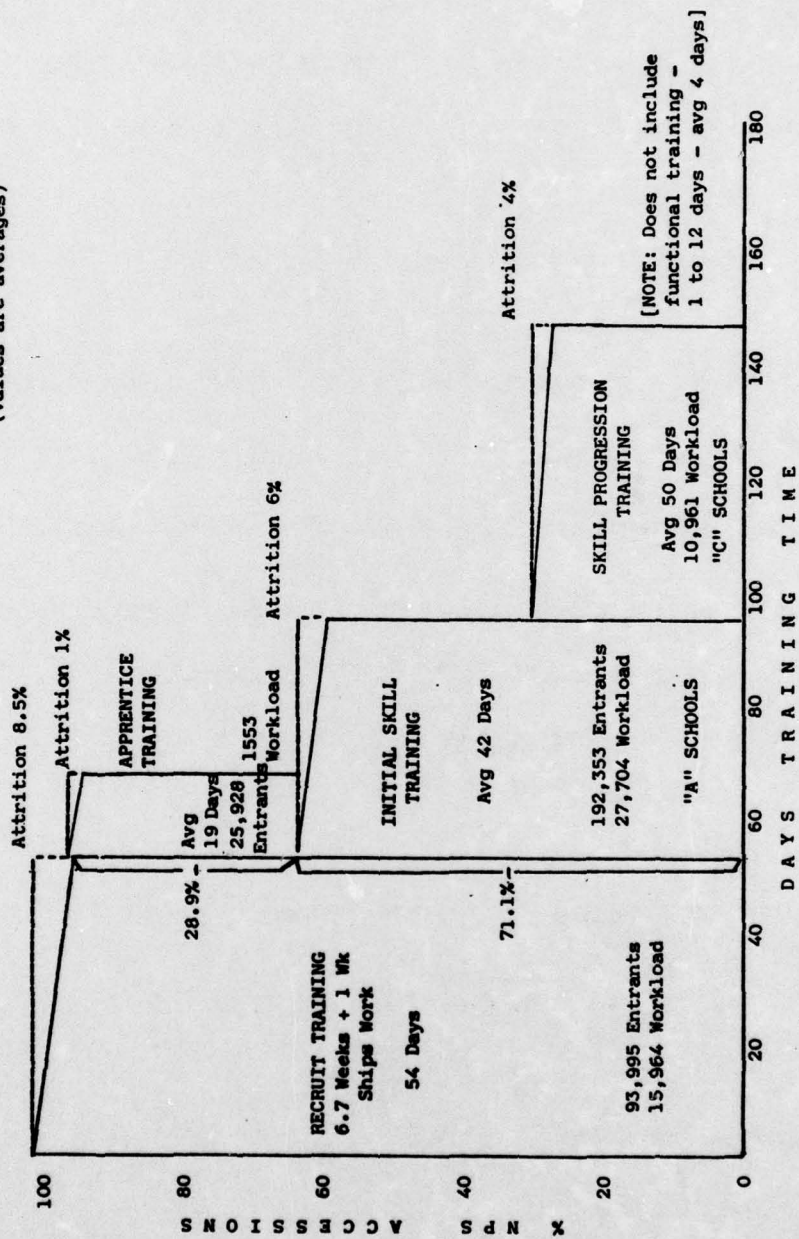 (Values are averages)
Attrition 8.5%
Attrition 1%
APPRENTICE
TRAINING
Avg
19 Days
25,928
Entrants
1553
Workload
Attrition 6%
28.9%
INITIAL SKILL
TRAINING
Avg 42 Days
192,353 Entrants
27,704 Workload
"A" SCHOOLS
71.1%
RECRUIT TRAINING
6.7 Weeks + 1 Wk
Ships Work
54 Days
93,995 Entrants
15,964 Workload
Attrition 4%
SKILL PROGRESSION
TRAINING
Avg 50 Days
10,961 Workload
"C" SCHOOLS
[NOTE: Does not include
functional training -
1 to 12 days - avg 4 days]
% NPS ACCESSIONS
100
80
60
40
20
0
20
40
60
80
100
120
140
160
180
DAYS TRAINING TIME